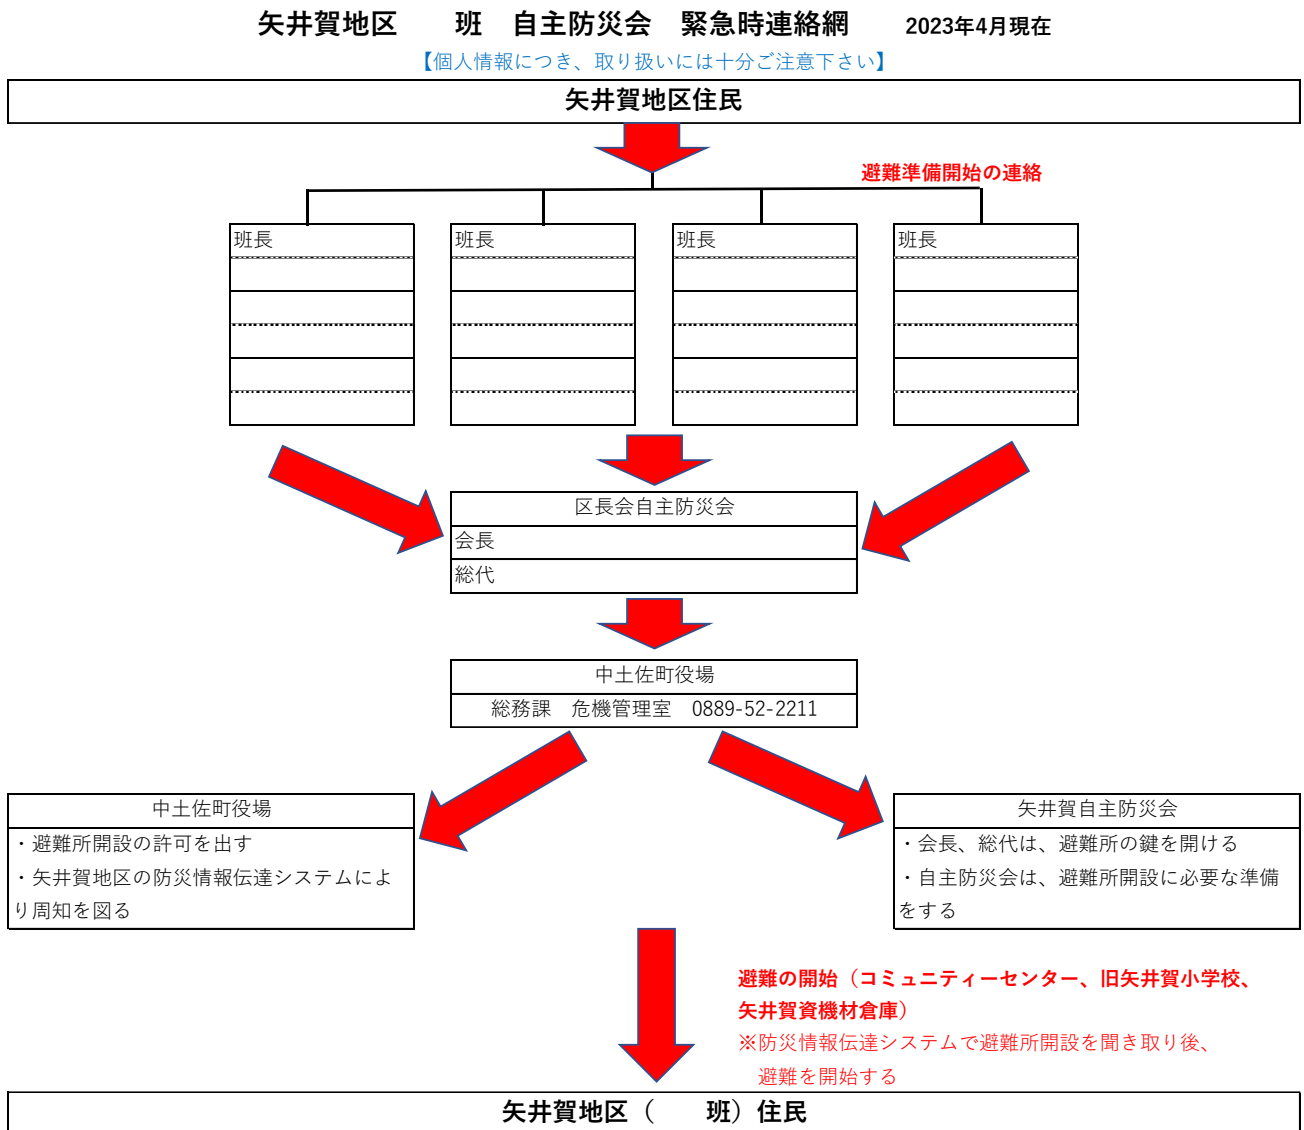 矢井賀地区　　班　自主防災会　緊急時連絡網　　2023年4月現在
【個人情報につき、取り扱いには十分ご注意下さい】
矢井賀地区住民
避難準備開始の連絡
班長
班長
班長
班長
区長会自主防災会
会長
総代
中土佐町役場
総務課　危機管理室　0889-52-2211
中土佐町役場
・避難所開設の許可を出す
・矢井賀地区の防災情報伝達システムによ
り周知を図る
矢井賀自主防災会
・会長、総代は、避難所の鍵を開ける
・自主防災会は、避難所開設に必要な準備
をする
避難の開始（コミュニティーセンター、旧矢井賀小学校、
矢井賀資機材倉庫）
※防災情報伝達システムで避難所開設を聞き取り後、
避難を開始する
矢井賀地区（　　班）住民